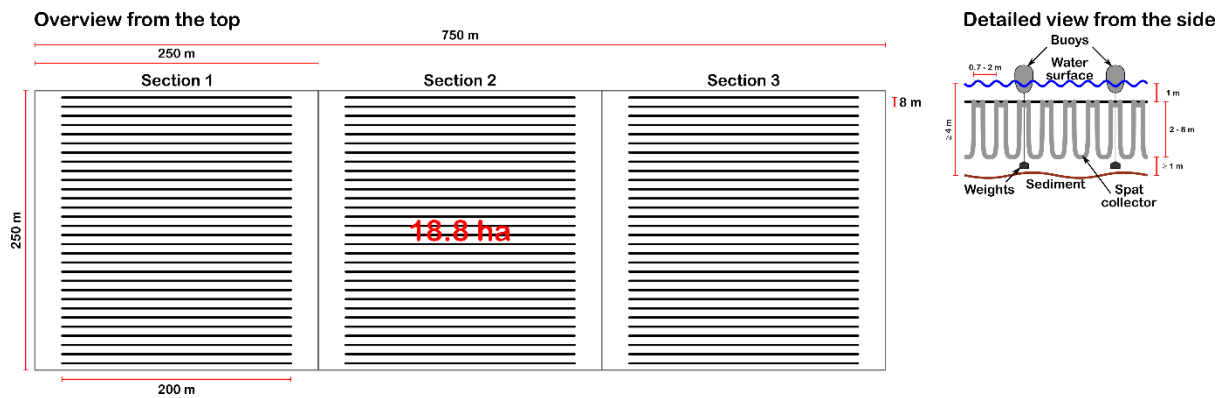 Overview from the top
750 m
250 m
Section 1
Section 2
Section 3
8 m
250 m
18.8 ha
200 m
Detailed view from the side
Buoys
0.7 - 2 m
Water
surface
1 m
≥ 4 m
2 - 8 m
≥ 1 m
Weights
Sediment
Spat
collector